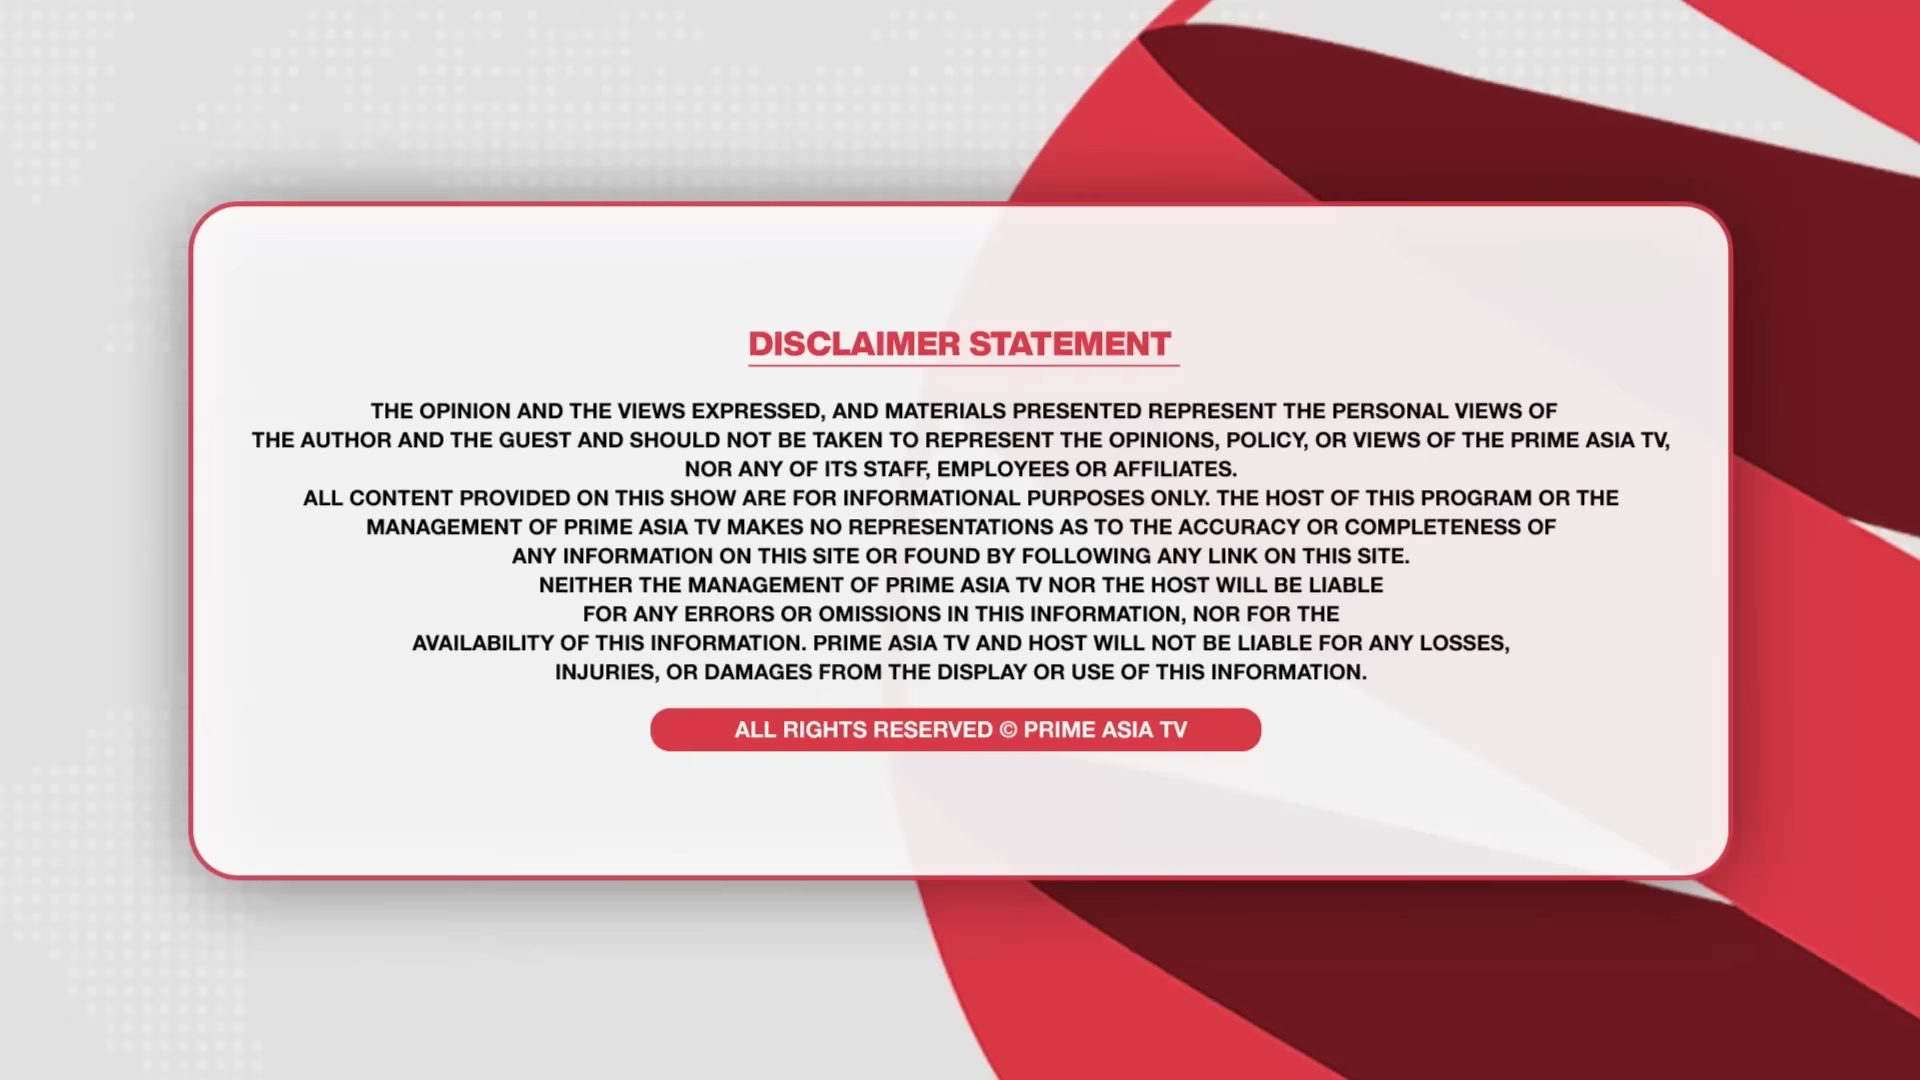 DISCLAIMER STATEMENT
THE OPINION AND THE VIEWS EXPRESSED, AND MATERIALS PRESENTED REPRESENT THE PERSONAL VIEWS OF
THE AUTHOR AND THE GUEST AND SHOULD NOT BE TAKEN TO REPRESENT THE OPINIONS, POLICY, OR VIEWS OF THE PRIME ASIA TV,
NOR ANY OF ITS STAFF, EMPLOYEES OR AFFILIATES.
ALL CONTENT PROVIDED ON THIS SHOW ARE FOR INFORMATIONAL PURPOSES ONLY. THE HOST OF THIS PROGRAM OR THE
MANAGEMENT OF PRIME ASIA TV MAKES NO REPRESENTATIONS AS TO THE ACCURACY OR COMPLETENESS OF
ANY INFORMATION ON THIS SITE OR FOUND BY FOLLOWING ANY LINK ON THIS SITE.
NEITHER THE MANAGEMENT OF PRIME ASIA TV NOR THE HOST WILL BE LIABLE
FOR ANY ERRORS OR OMISSIONS IN THIS INFORMATION, NOR FOR THE
AVAILABILITY OF THIS INFORMATION. PRIME ASIA TV AND HOST WILL NOT BE LIABLE FOR ANY LOSSES,
INJURIES, OR DAMAGES FROM THE DISPLAY OR USE OF THIS INFORMATION.
ALL RIGHTS RESERVED © PRIME ASIA TV